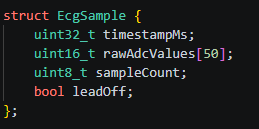 struct EcgSample {
    uint32_t timestampMs;
    uint16_t rawAdcValues[50];
    uint8_t sampleCount;
    bool leadOff;
};